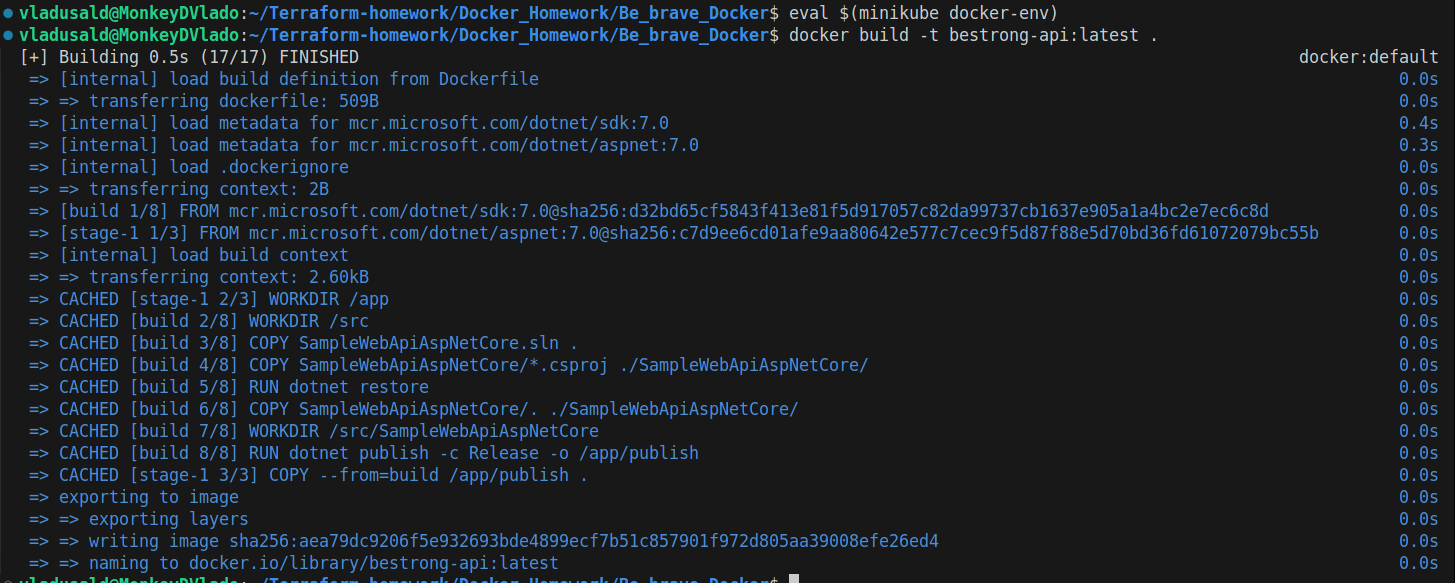 vladusald@MonkeyDVlado:~/Terraform-homework/Docker_Homework/Be_brave_Docker$ eval $(minikube docker-env)
vladusald@MonkeyDVlado:~/Terraform-homework/Docker_Homework/Be_brave_Docker$ docker build -t bestrong-api:latest .
[+] Building 0.5s (17/17) FINISHED docker:default
=> [internal] load build definition from Dockerfile 0.0s
=> => transferring dockerfile: 509B 0.0s
=> [internal] load metadata for mcr.microsoft.com/dotnet/sdk:7.0 0.4s
=> [internal] load metadata for mcr.microsoft.com/dotnet/aspnet:7.0 0.3s
=> [internal] load .dockerignore 0.0s
=> => transferring context: 2B 0.0s
=> [build 1/8] FROM mcr.microsoft.com/dotnet/sdk:7.0@sha256:d32bd65cf5843f413e81f5d917057c82da99737cb1637e905a1a4bc2e7ec6c8d 0.0s
=> [stage-1 1/3] FROM mcr.microsoft.com/dotnet/aspnet:7.0@sha256:c7d9ee6cd01afe9aa80642e577c7cec9f5d87f88e5d70bd36fd61072079bc55b 0.0s
=> [internal] load build context 0.0s
=> => transferring context: 2.60kB 0.0s
=> CACHED [stage-1 2/3] WORKDIR /app 0.0s
=> CACHED [build 2/8] WORKDIR /src 0.0s
=> CACHED [build 3/8] COPY SampleWebApiAspNetCore.sln . 0.0s
=> CACHED [build 4/8] COPY SampleWebApiAspNetCore/*.csproj ./SampleWebApiAspNetCore/ 0.0s
=> CACHED [build 5/8] RUN dotnet restore 0.0s
=> CACHED [build 6/8] COPY SampleWebApiAspNetCore/. ./SampleWebApiAspNetCore/ 0.0s
=> CACHED [build 7/8] WORKDIR /src/SampleWebApiAspNetCore 0.0s
=> CACHED [build 8/8] RUN dotnet publish -c Release -o /app/publish 0.0s
=> CACHED [stage-1 3/3] COPY --from=build /app/publish . 0.0s
=> exporting to image 0.0s
=> => exporting layers 0.0s
=> => writing image sha256:aea79dc9206f5e932693bde4899ecf7b51c857901f972d805aa39008efe26ed4 0.0s
=> => naming to docker.io/library/bestrong-api:latest 0.0s
vladusald@MonkeyDVlado:~/Terraform-homework/Docker_Homework/Be_brave_Docker$